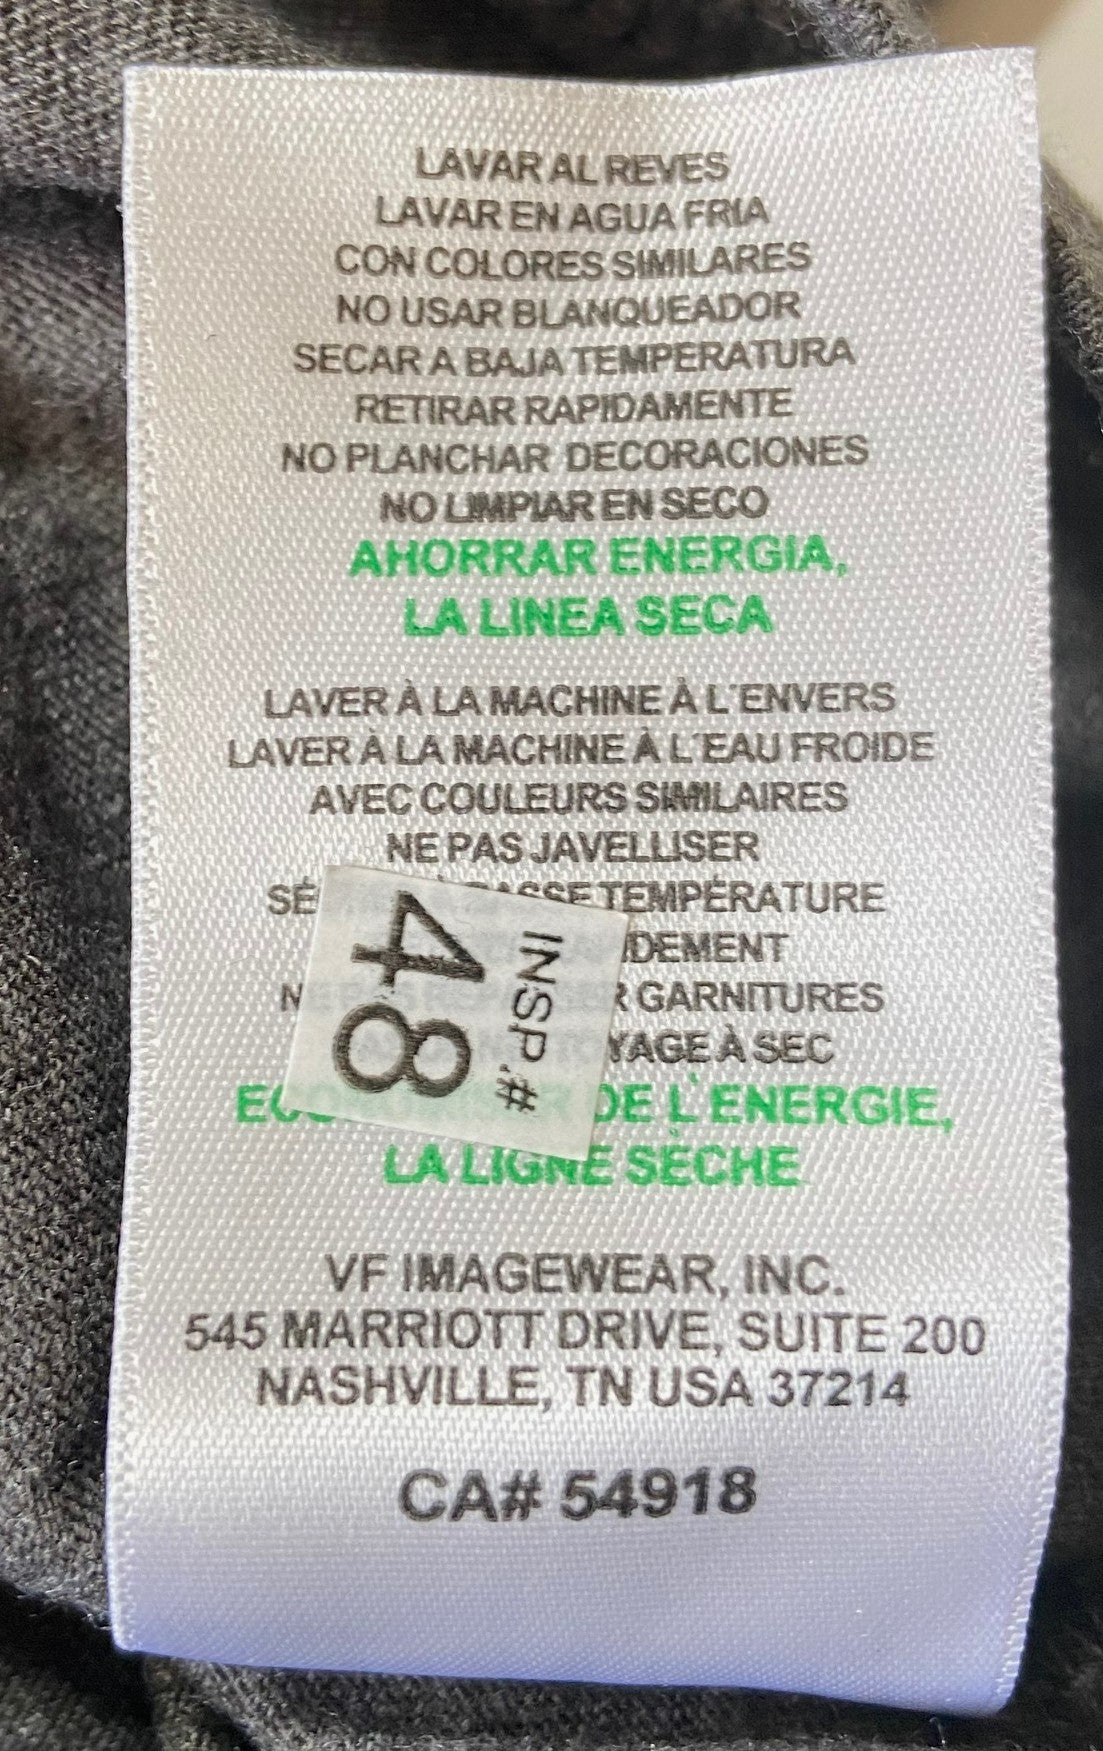 LAVAR AL REVES
LAVAR EN AGUA FRIA
CON COLORES SIMILARES
NO USAR BLANQUEADOR
SECAR A BAJA TEMPERATURA
RETIRAR RAPIDAMENTE
NO PLANCHAR DECORACIONES
NO LIMPIAR EN SECO
AHORRAR ENERGIA,
LA LINEA SECA
LAVER À LA MACHINE À L'ENVERS
LAVER À LA MACHINE À L'EAU FROIDE
AVEC COULEURS SIMILAIRES
NE PAS JAVELLISER
TEMPÉRATURE
GARNITURES
À SEC
DE L'ENERGIE,
LA LIGNE SÈCHE
INSP.#
48
VF IMAGEWEAR, INC.
545 MARRIOTT DRIVE, SUITE 200
NASHVILLE, TN USA 37214
CA# 54918